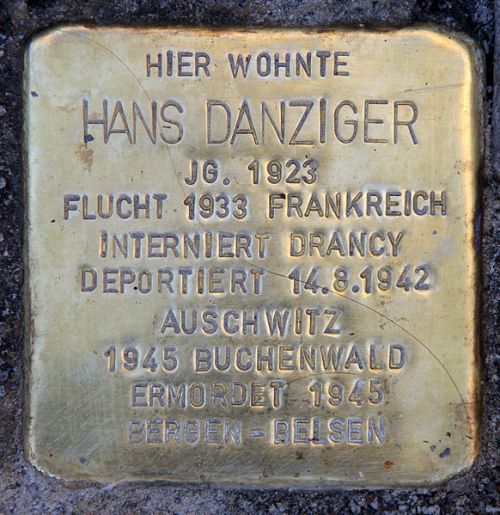 HIER WOHNTE
HANS DANZIGER
JG. 1923
FLUCHT 1933 FRANKREICH
INTERNIERT DRANCY
DEPORTIERT 14.8.1942
AUSCHWITZ
1945 BUCHENWALD
ERMORDET 1945
BERGEN-BELSEN